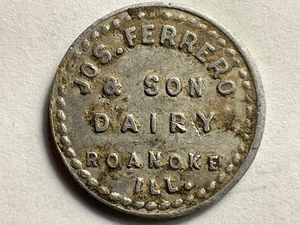 JOS. FERRERO
& SON
DAIRY
ROANOKE
ILL.